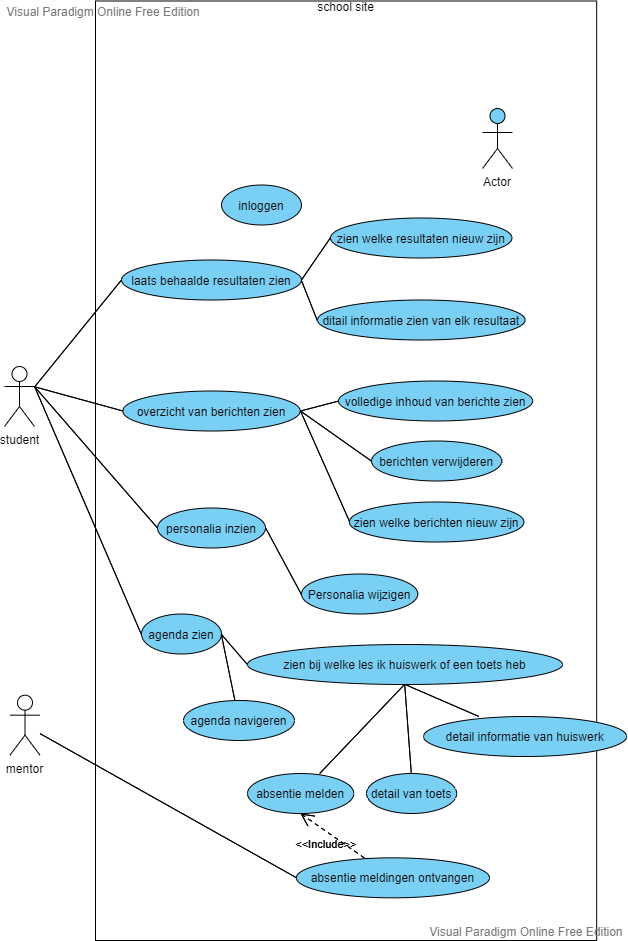 school site
Visual Paradigm Online Free Edition
Actor
inloggen
zien welke resultaten nieuw zijn
laats behaalde resultaten zien
ditail informatie zien van elk resultaat
student
volledige inhoud van berichte zien
overzicht van berichten zien
berichten verwijderen
zien welke berichten nieuw zijn
personalia inzien
Personalia wijzigen
agenda zien
zien bij welke les ik huiswerk of een toets heb
agenda navigeren
detail informatie van huiswerk
mentor
absentie melden
detail van toets
<<Include>>
absentie meldingen ontvangen
Visual Paradigm Online Free Edition